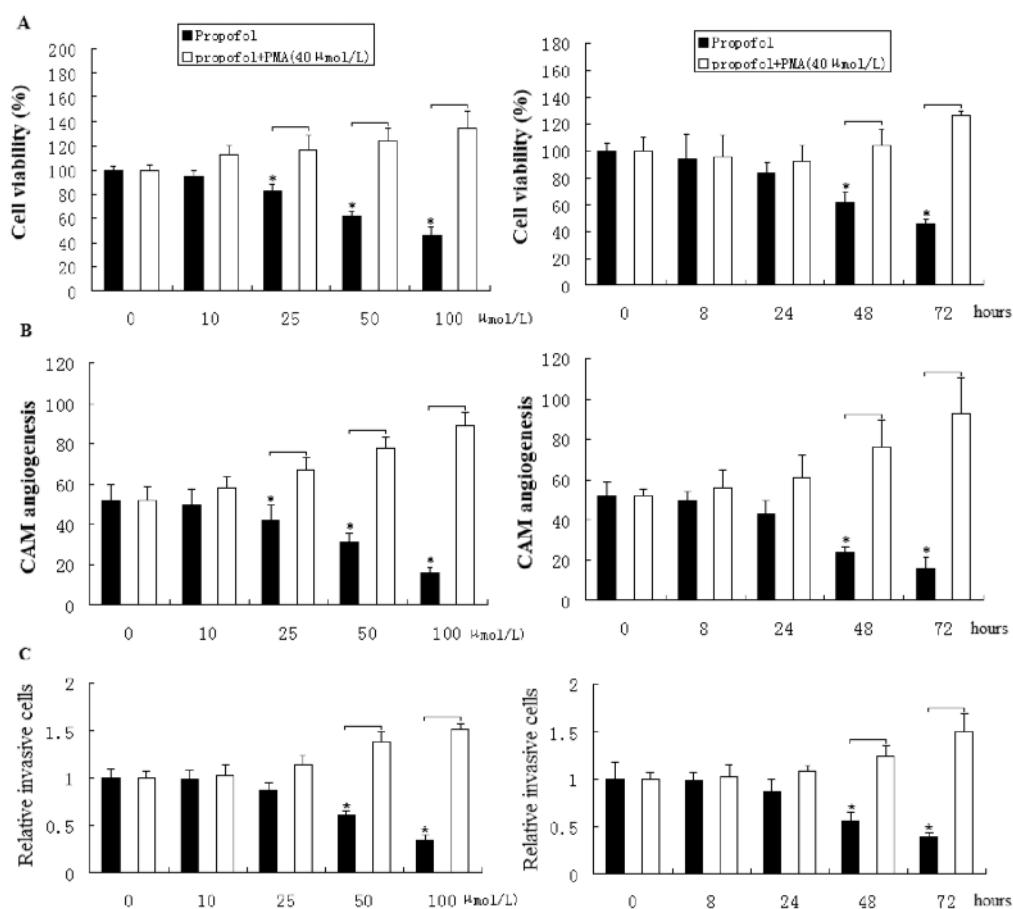 A
Propofol
propofol+PMA(40 μmol/L)
Cell viability (%)
200
180
160
140
120
100
80
60
40
20
0
0 10 25 50 100 μmol/L)
* * *
Propofol
propofol+PMA(40 μmol/L)
Cell viability (%)
180
160
140
120
100
80
60
40
20
0
0 8 24 48 72 hours
* *
B
CAM angiogenesis
120
100
80
60
40
20
0
0 10 25 50 100 μmol/L)
* * *
CAM angiogenesis
120
100
80
60
40
20
0
0 8 24 48 72 hours
* *
C
Relative invasive cells
2
1.5
1
0.5
0
0 10 25 50 100 μmol/L)
* *
Relative invasive cells
2
1.5
1
0.5
0
0 8 24 48 72 hours
* *